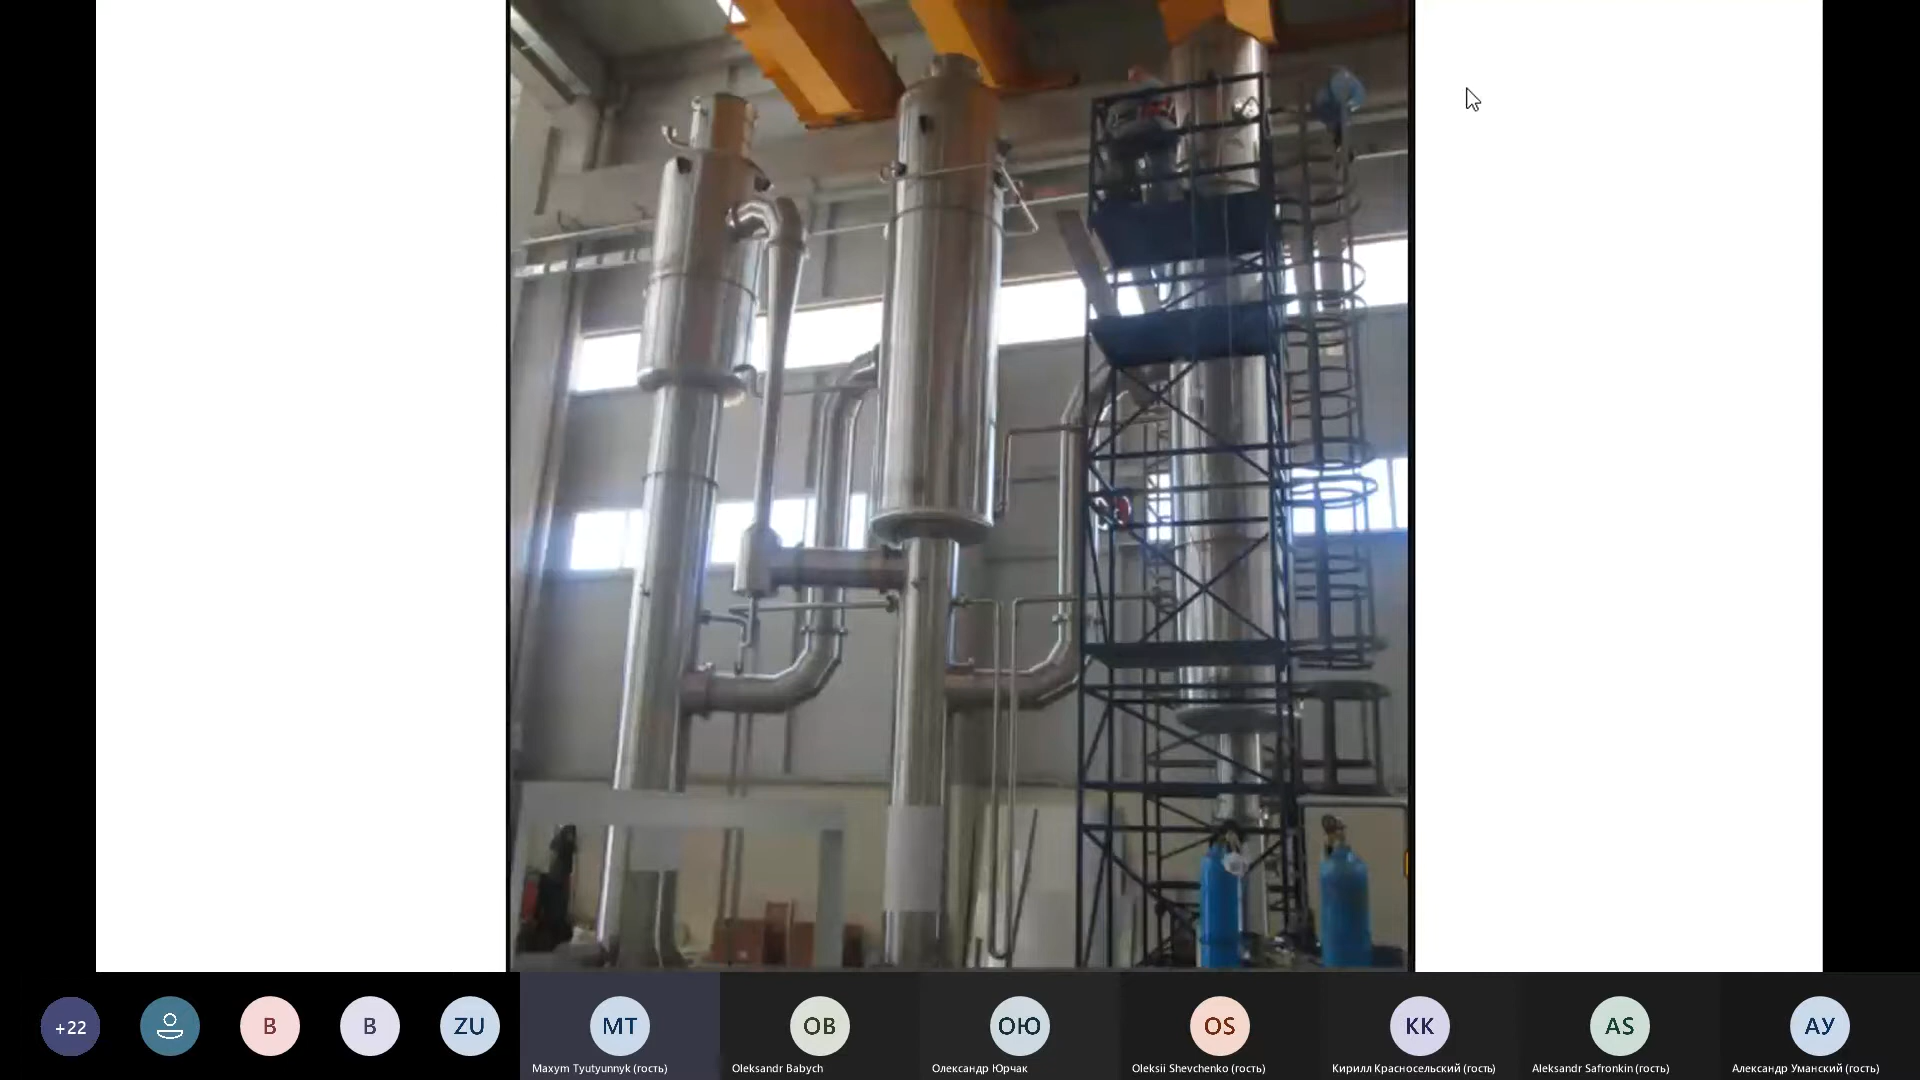 +22
B
B
ZU
MT
OB
ОЮ
OS
КК
AS
АУ
Maxym Tyutyunnyk (гость)
Oleksandr Babych
Олександр Юрчак
Oleksii Shevchenko (гость)
Кирилл Красносельский (гость)
Aleksandr Safronkin (гость)
Александр Уманский (гость)